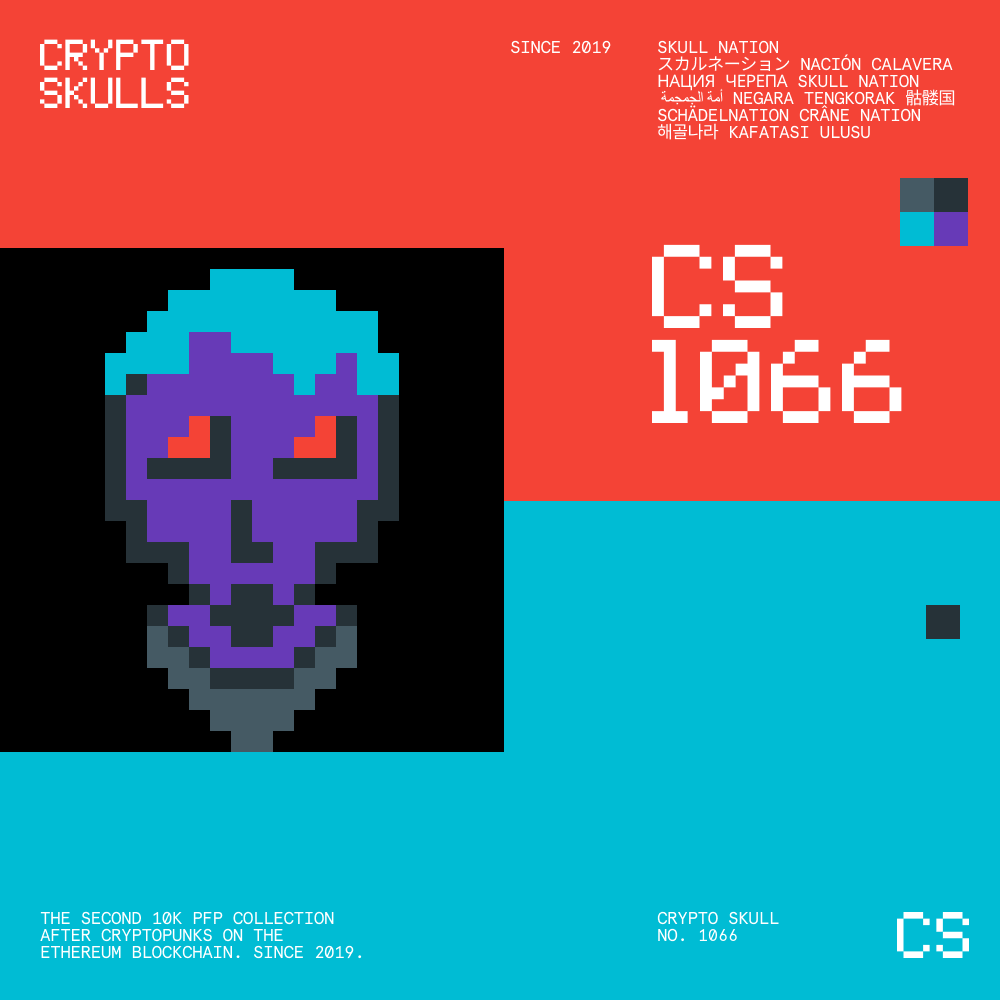 CRYPTO
SKULLS
SINCE 2019
SKULL NATION
スカルネーション NACIÓN CALAVERA
НАЦИЯ ЧЕРЕПА SKULL NATION
أمة الجمجمة NEGARA TENGKORAK 骷髅国
SCHÄDELNATION CRÂNE NATION
해골나라 KAFATASI ULUSU
CS
1066
THE SECOND 10K PFP COLLECTION
AFTER CRYPTOPUNKS ON THE
ETHEREUM BLOCKCHAIN. SINCE 2019.
CRYPTO SKULL
NO. 1066
CS